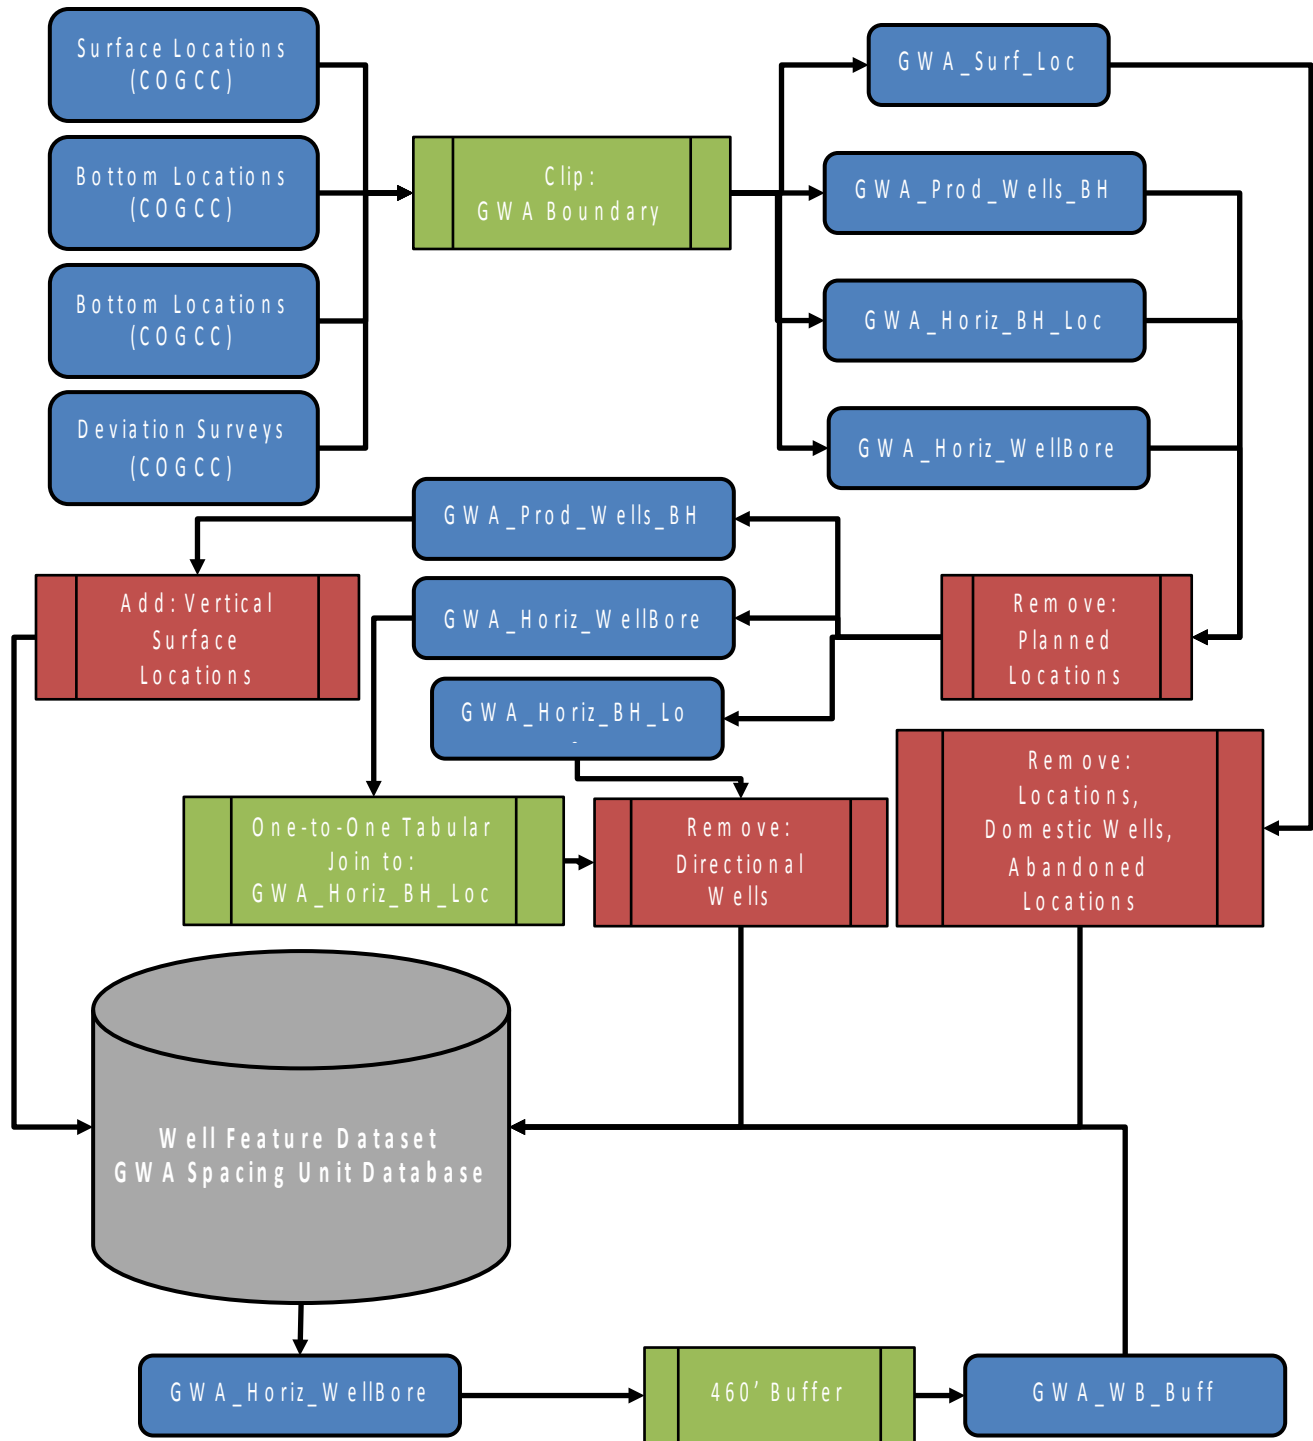 Surface Locations
(COGCC)
Bottom Locations
(COGCC)
Bottom Locations
(COGCC)
Deviation Surveys
(COGCC)
Clip:
GWA Boundary
GWA_Surf_Loc
GWA_Prod_Wells_BH
GWA_Horiz_BH_Loc
GWA_Horiz_WellBore
GWA_Prod_Wells_BH
GWA_Horiz_WellBore
GWA_Horiz_BH_Lo
Add: Vertical
Surface
Locations
Remove:
Planned
Locations
One-to-One Tabular
Join to:
GWA_Horiz_BH_Loc
Remove:
Directional
Wells
Remove:
Locations,
Domestic Wells,
Abandoned
Locations
Well Feature Dataset
GWA Spacing Unit Database
GWA_Horiz_WellBore
460’ Buffer
GWA_WB_Buff